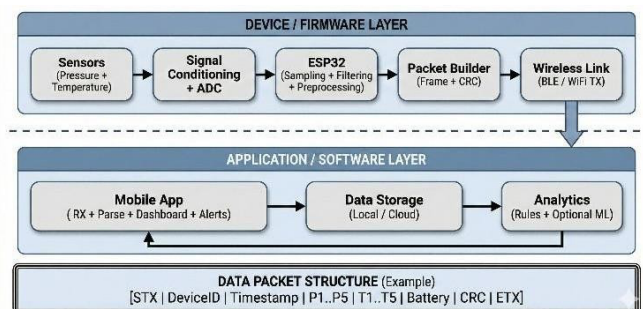 DEVICE / FIRMWARE LAYER
Sensors
(Pressure +
Temperature)
Signal
Conditioning
+ ADC
ESP32
(Sampling + Filtering
+ Preprocessing)
Packet Builder
(Frame + CRC)
Wireless Link
(BLE / WiFi TX)
APPLICATION / SOFTWARE LAYER
Mobile App
( RX + Parse + Dashboard + Alerts)
Data Storage
(Local / Cloud)
Analytics
(Rules + Optional ML)
DATA PACKET STRUCTURE (Example)
[STX | DeviceID | Timestamp | P1..P5 | T1..T5 | Battery | CRC | ETX]